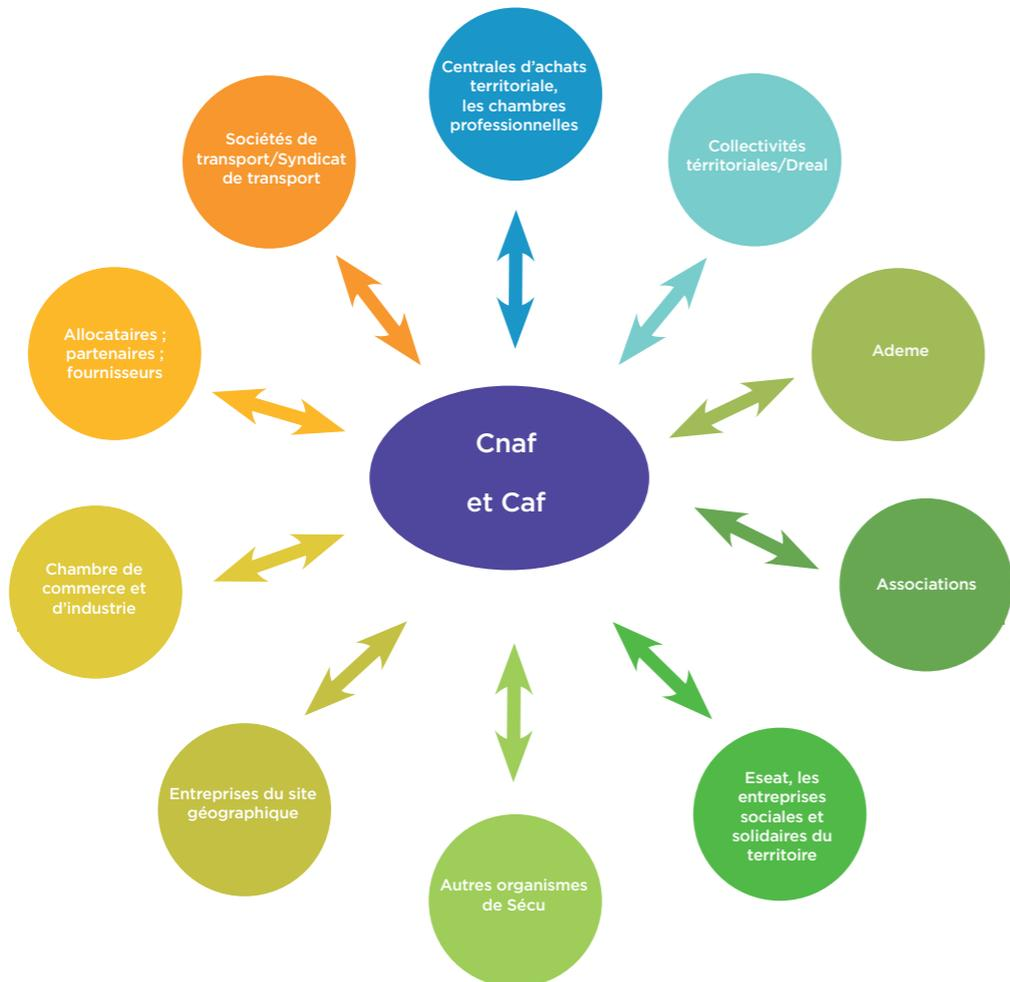 Centrales d'achats
territoriale,
les chambres
professionnelles
Sociétés de
transport/Syndicat
de transport
Collectivités
térritoriales/Dreal
Allocataires ;
partenaires ;
fournisseurs
Ademe
Cnaf
et Caf
Chambre de
commerce et
d'industrie
Associations
Entreprises du site
géographique
Eseat, les
entreprises
sociales et
solidaires du
territoire
Autres organismes
de Sécu